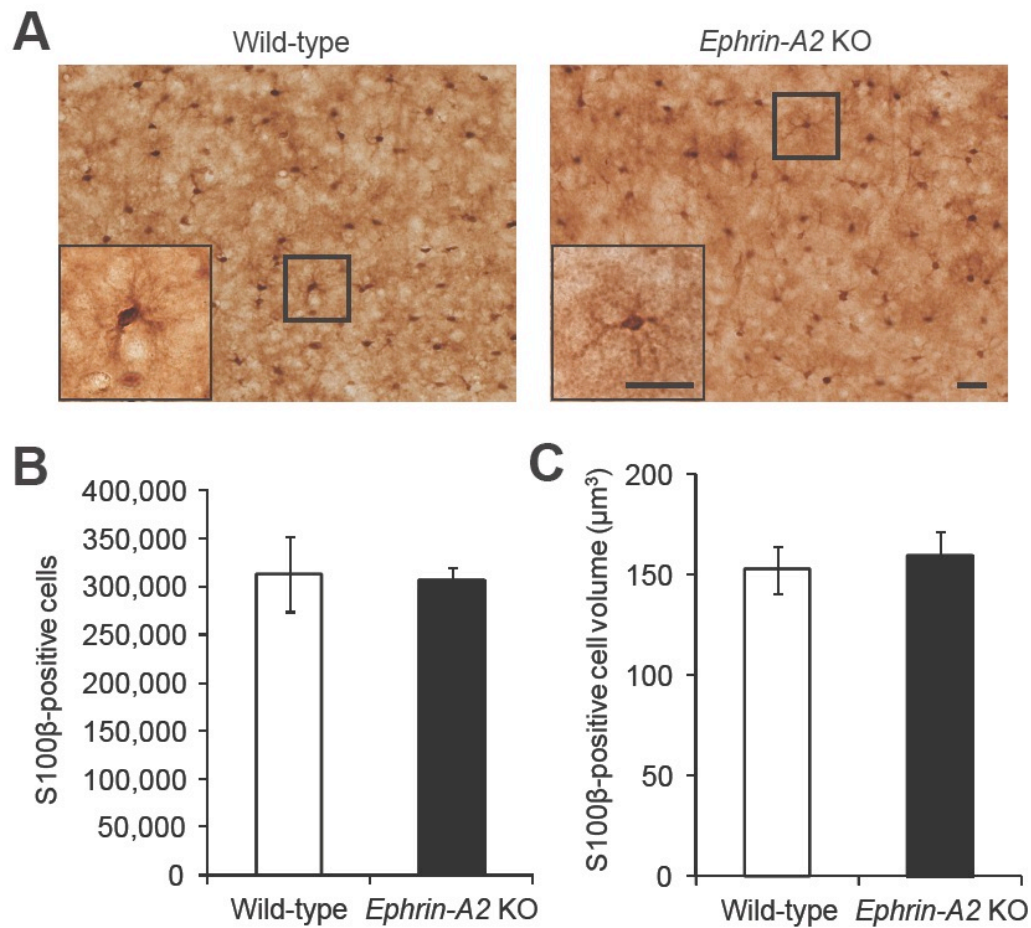 A
Wild-type
Ephrin-A2 KO
B
S100β-positive cells
400,000
350,000
300,000
250,000
200,000
150,000
100,000
50,000
0
Wild-type
Ephrin-A2 KO
C
S100β-positive cell volume (µm³)
200
150
100
50
0
Wild-type
Ephrin-A2 KO